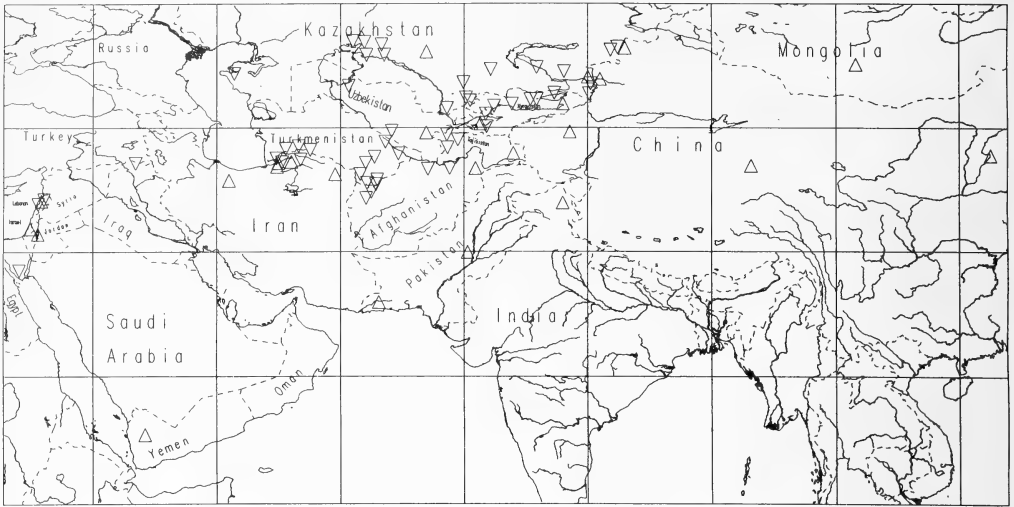 Russia
Kazakhstan
Mongolia
Uzbekistan
Turkey
Turkmenistan
China
Lebanon
Syria
Israel
Jordan
Iraq
Iran
Afghanistan
Pakistan
Egypt
Saudi
Arabia
India
Oman
Yemen